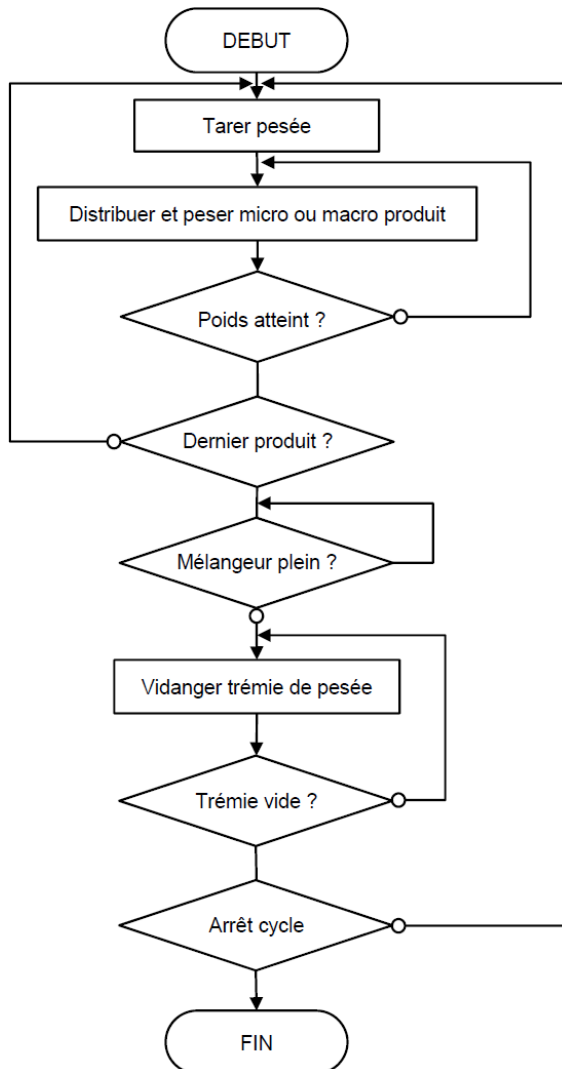 DEBUT
Tarer pesée
Distribuer et peser micro ou macro produit
Poids atteint ?
Dernier produit ?
Mélangeur plein ?
Vidanger trémie de pesée
Trémie vide ?
Arrêt cycle
FIN